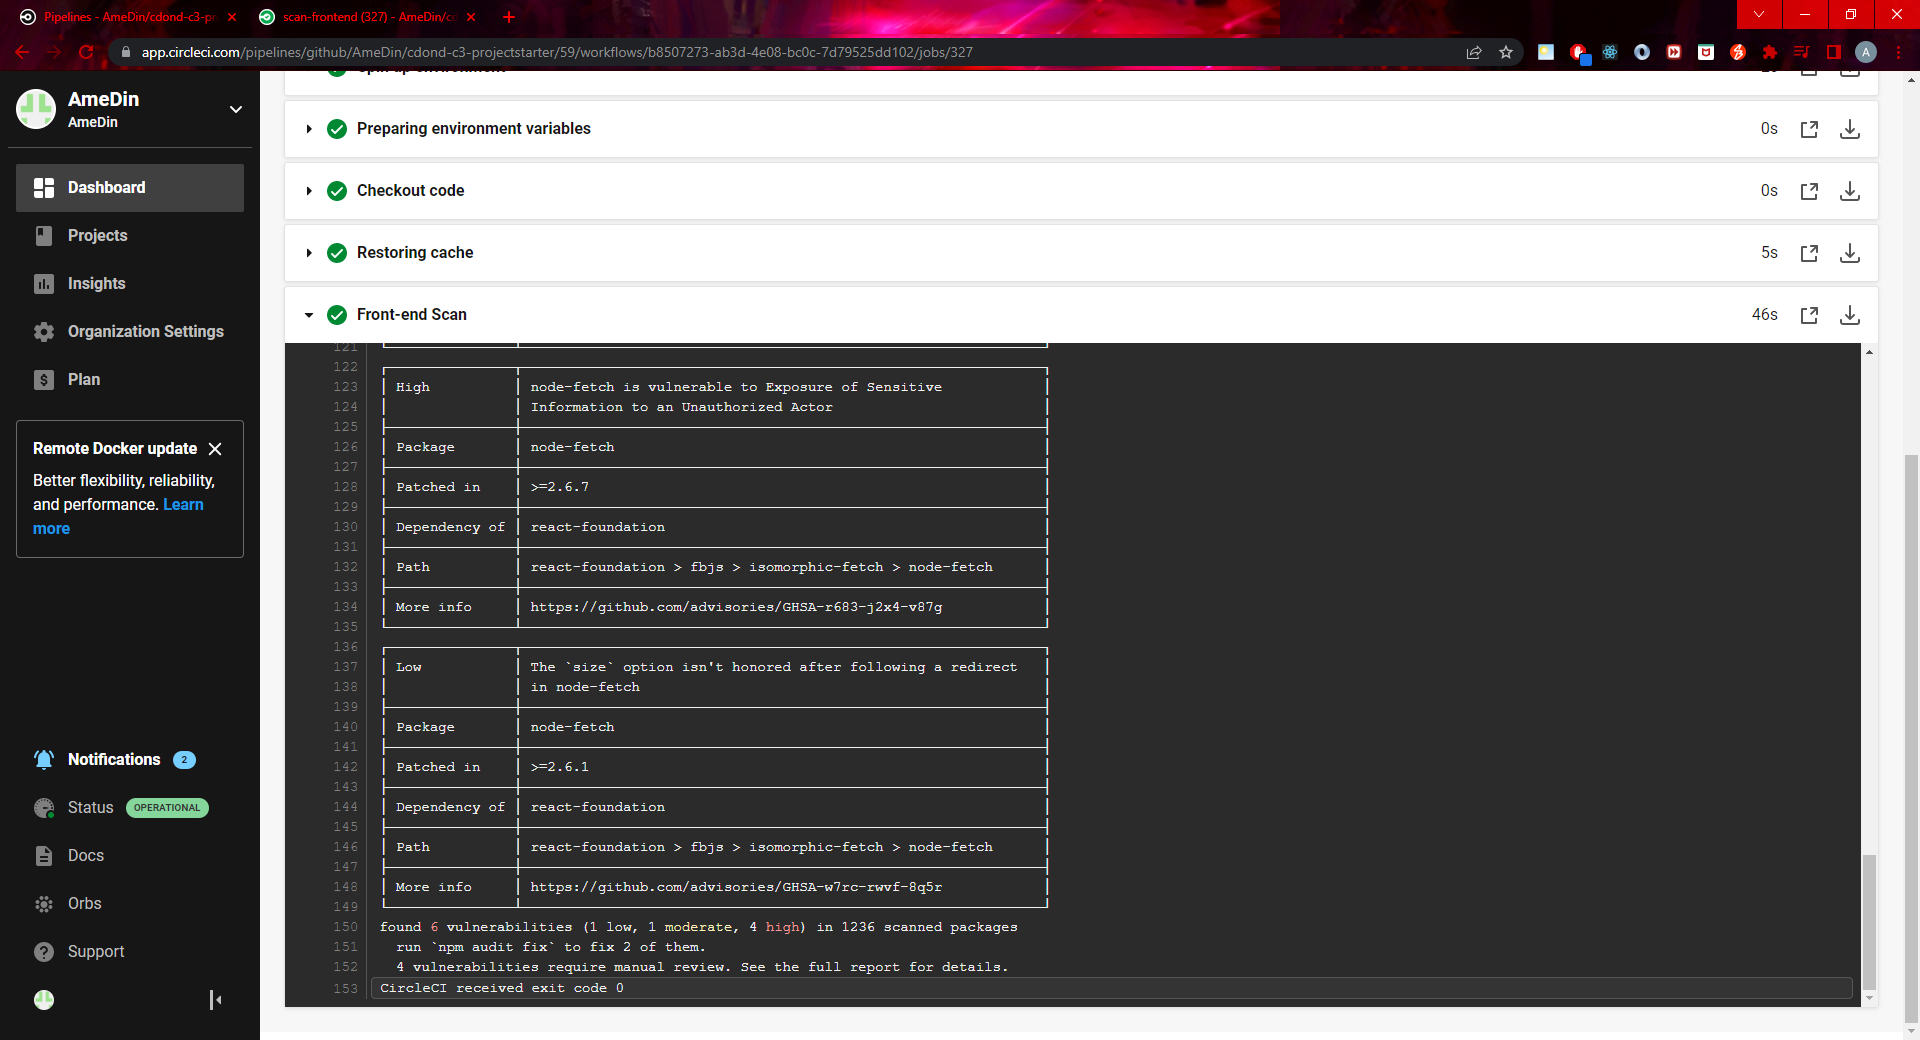 Pipelines - AmeDin/cdond-c3-pr
scan-frontend (327) - AmeDin/cd
app.circleci.com/pipelines/github/AmeDin/cdond-c3-projectstarter/59/workflows/b8507273-ab3d-4e08-bc0c-7d79525dd102/jobs/327
A
AmeDin
AmeDin
Dashboard
Projects
Insights
Organization Settings
Plan
Remote Docker update
Better flexibility, reliability,
and performance. Learn
more
Notifications 2
Status OPERATIONAL
Docs
Orbs
Support
Spin up environment
Preparing environment variables 0s
Checkout code 0s
Restoring cache 5s
Front-end Scan 46s
121
122
123 High node-fetch is vulnerable to Exposure of Sensitive
124 Information to an Unauthorized Actor
125
126 Package node-fetch
127
128 Patched in >=2.6.7
129
130 Dependency of react-foundation
131
132 Path react-foundation > fbjs > isomorphic-fetch > node-fetch
133
134 More info https://github.com/advisories/GHSA-r683-j2x4-v87g
135
136
137 Low The `size` option isn't honored after following a redirect
138 in node-fetch
139
140 Package node-fetch
141
142 Patched in >=2.6.1
143
144 Dependency of react-foundation
145
146 Path react-foundation > fbjs > isomorphic-fetch > node-fetch
147
148 More info https://github.com/advisories/GHSA-w7rc-rwvf-8q5r
149
150 found 6 vulnerabilities (1 low, 1 moderate, 4 high) in 1236 scanned packages
151 run `npm audit fix` to fix 2 of them.
152 4 vulnerabilities require manual review. See the full report for details.
153 CircleCI received exit code 0